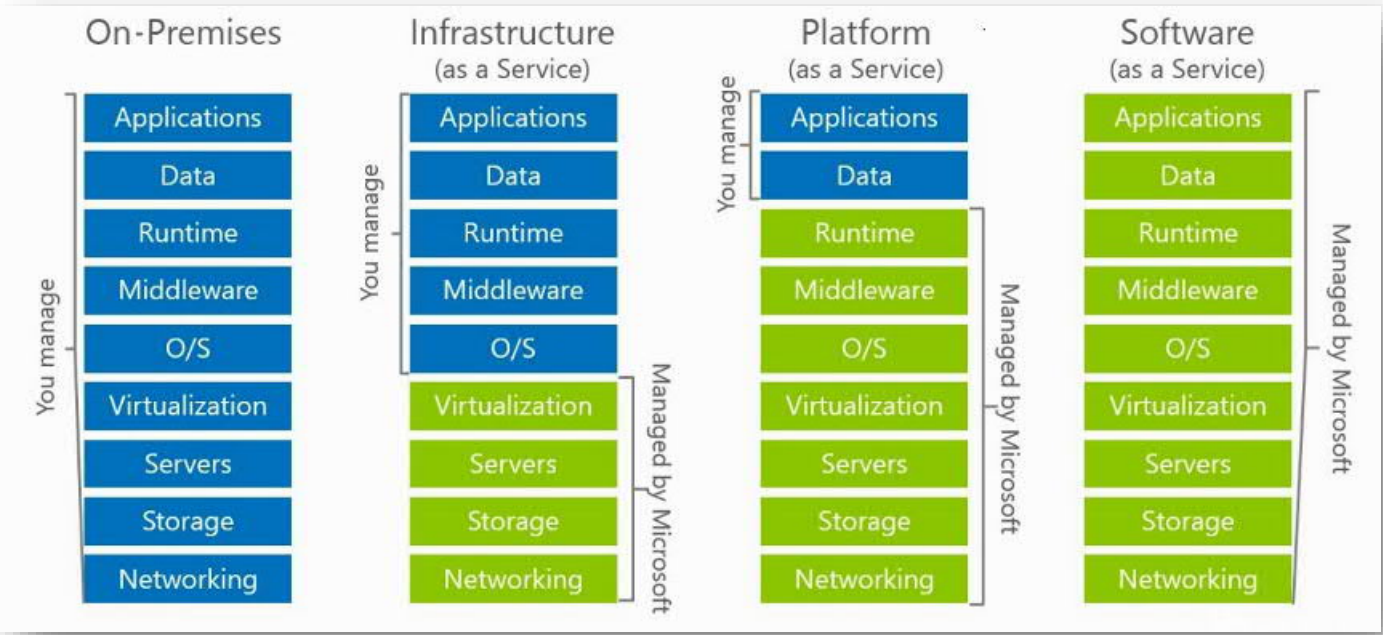 On-Premises
You manage
Applications
Data
Runtime
Middleware
O/S
Virtualization
Servers
Storage
Networking
Infrastructure
(as a Service)
You manage
Applications
Data
Runtime
Middleware
O/S
Virtualization
Servers
Storage
Networking
Managed by Microsoft
Platform
(as a Service)
You manage
Applications
Data
Runtime
Middleware
O/S
Virtualization
Servers
Storage
Networking
Managed by Microsoft
Software
(as a Service)
Applications
Data
Runtime
Middleware
O/S
Virtualization
Servers
Storage
Networking
Managed by Microsoft